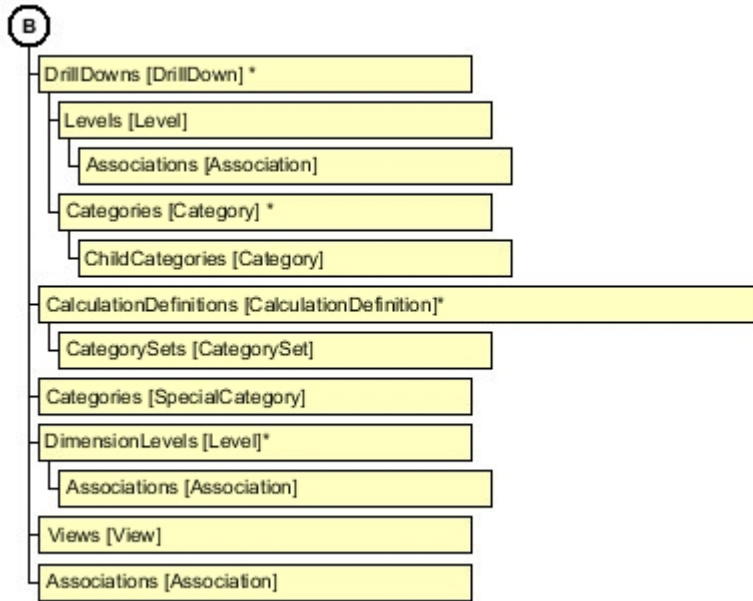 B
DrillDowns [DrillDown] *
Levels [Level]
Associations [Association]
Categories [Category] *
ChildCategories [Category]
CalculationDefinitions [CalculationDefinition]*
CategorySets [CategorySet]
Categories [SpecialCategory]
DimensionLevels [Level]*
Associations [Association]
Views [View]
Associations [Association]